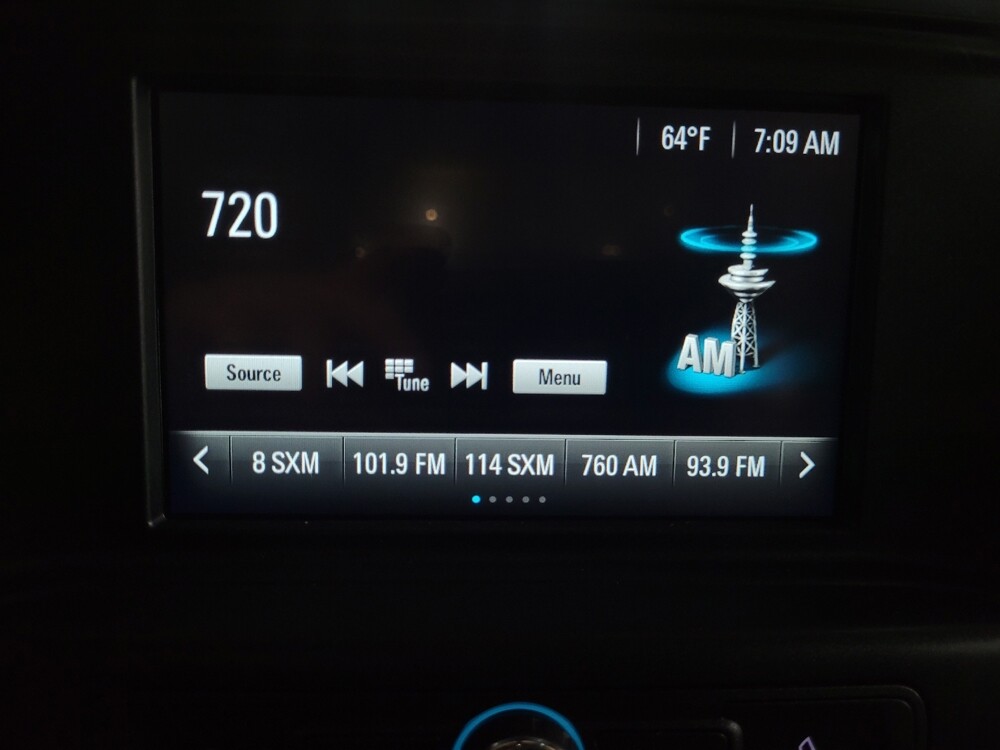 64°F 7:09 AM
720
AM
Source Tune Menu
8 SXM 101.9 FM 114 SXM 760 AM 93.9 FM